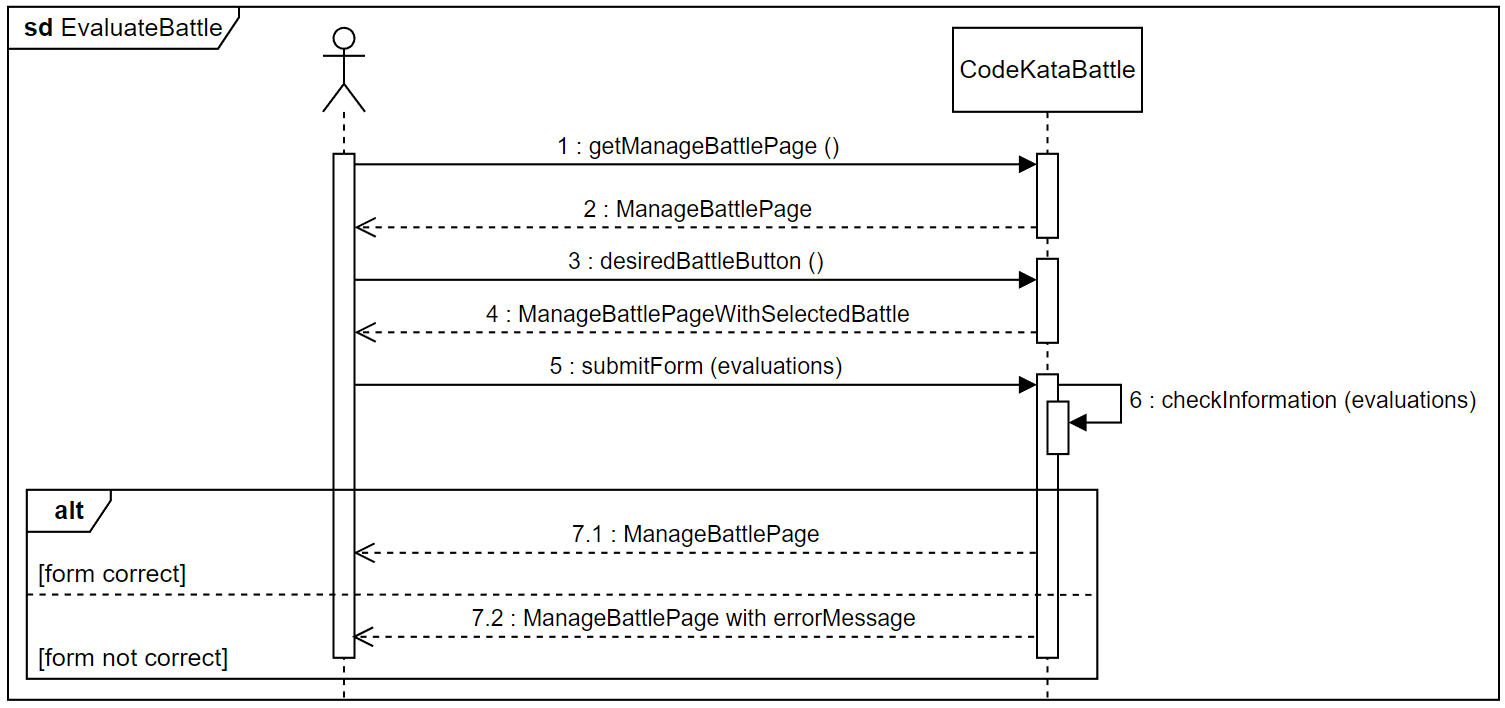 sd EvaluateBattle
CodeKataBattle
1 : getManageBattlePage ()
2 : ManageBattlePage
3 : desiredBattleButton ()
4 : ManageBattlePageWithSelectedBattle
5 : submitForm (evaluations)
6 : checkInformation (evaluations)
alt
7.1 : ManageBattlePage
[form correct]
7.2 : ManageBattlePage with errorMessage
[form not correct]